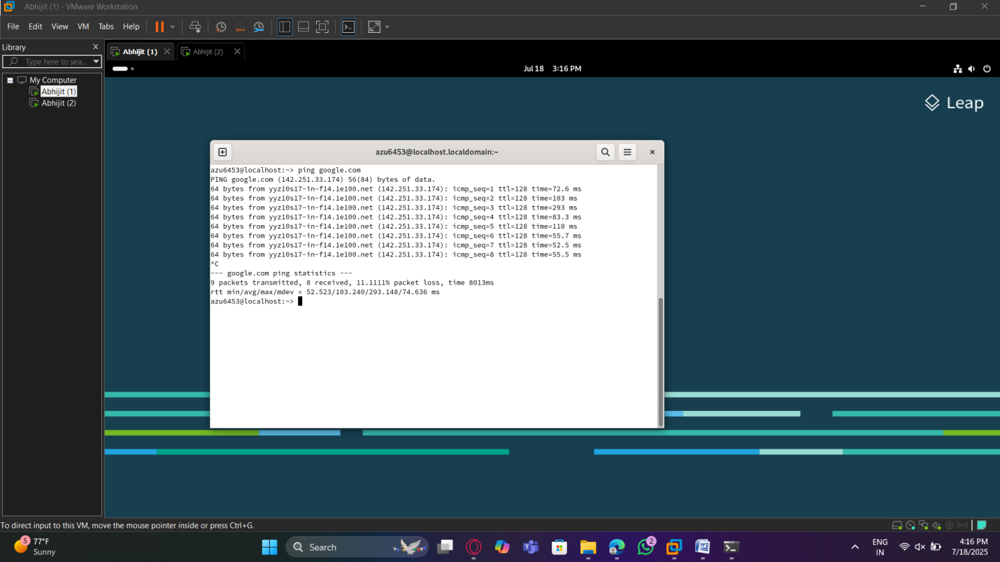 Abhijit (1) - VMware Workstation
File Edit View VM Tabs Help
Library
Type here to sea...
My Computer
Abhijit (1)
Abhijit (2)
Abhijit (1) Abhijit (2)
Jul 18 3:16 PM
Leap
azu6453@localhost.localdomain:~
azu6453@localhost:~> ping google.com
PING google.com (142.251.33.174) 56(84) bytes of data.
64 bytes from yyz10s17-in-f14.1e100.net (142.251.33.174): icmp_seq=1 ttl=128 time=72.6 ms
64 bytes from yyz10s17-in-f14.1e100.net (142.251.33.174): icmp_seq=2 ttl=128 time=103 ms
64 bytes from yyz10s17-in-f14.1e100.net (142.251.33.174): icmp_seq=3 ttl=128 time=293 ms
64 bytes from yyz10s17-in-f14.1e100.net (142.251.33.174): icmp_seq=4 ttl=128 time=83.3 ms
64 bytes from yyz10s17-in-f14.1e100.net (142.251.33.174): icmp_seq=5 ttl=128 time=110 ms
64 bytes from yyz10s17-in-f14.1e100.net (142.251.33.174): icmp_seq=6 ttl=128 time=55.7 ms
64 bytes from yyz10s17-in-f14.1e100.net (142.251.33.174): icmp_seq=7 ttl=128 time=52.5 ms
64 bytes from yyz10s17-in-f14.1e100.net (142.251.33.174): icmp_seq=8 ttl=128 time=55.5 ms
^C
--- google.com ping statistics ---
9 packets transmitted, 8 received, 11.1111% packet loss, time 8013ms
rtt min/avg/max/mdev = 52.523/103.240/293.148/74.636 ms
azu6453@localhost:~>
To direct input to this VM, move the mouse pointer inside or press Ctrl+G.
5
77°F
Sunny
Search
2
ENG
IN
4:16 PM
7/18/2025